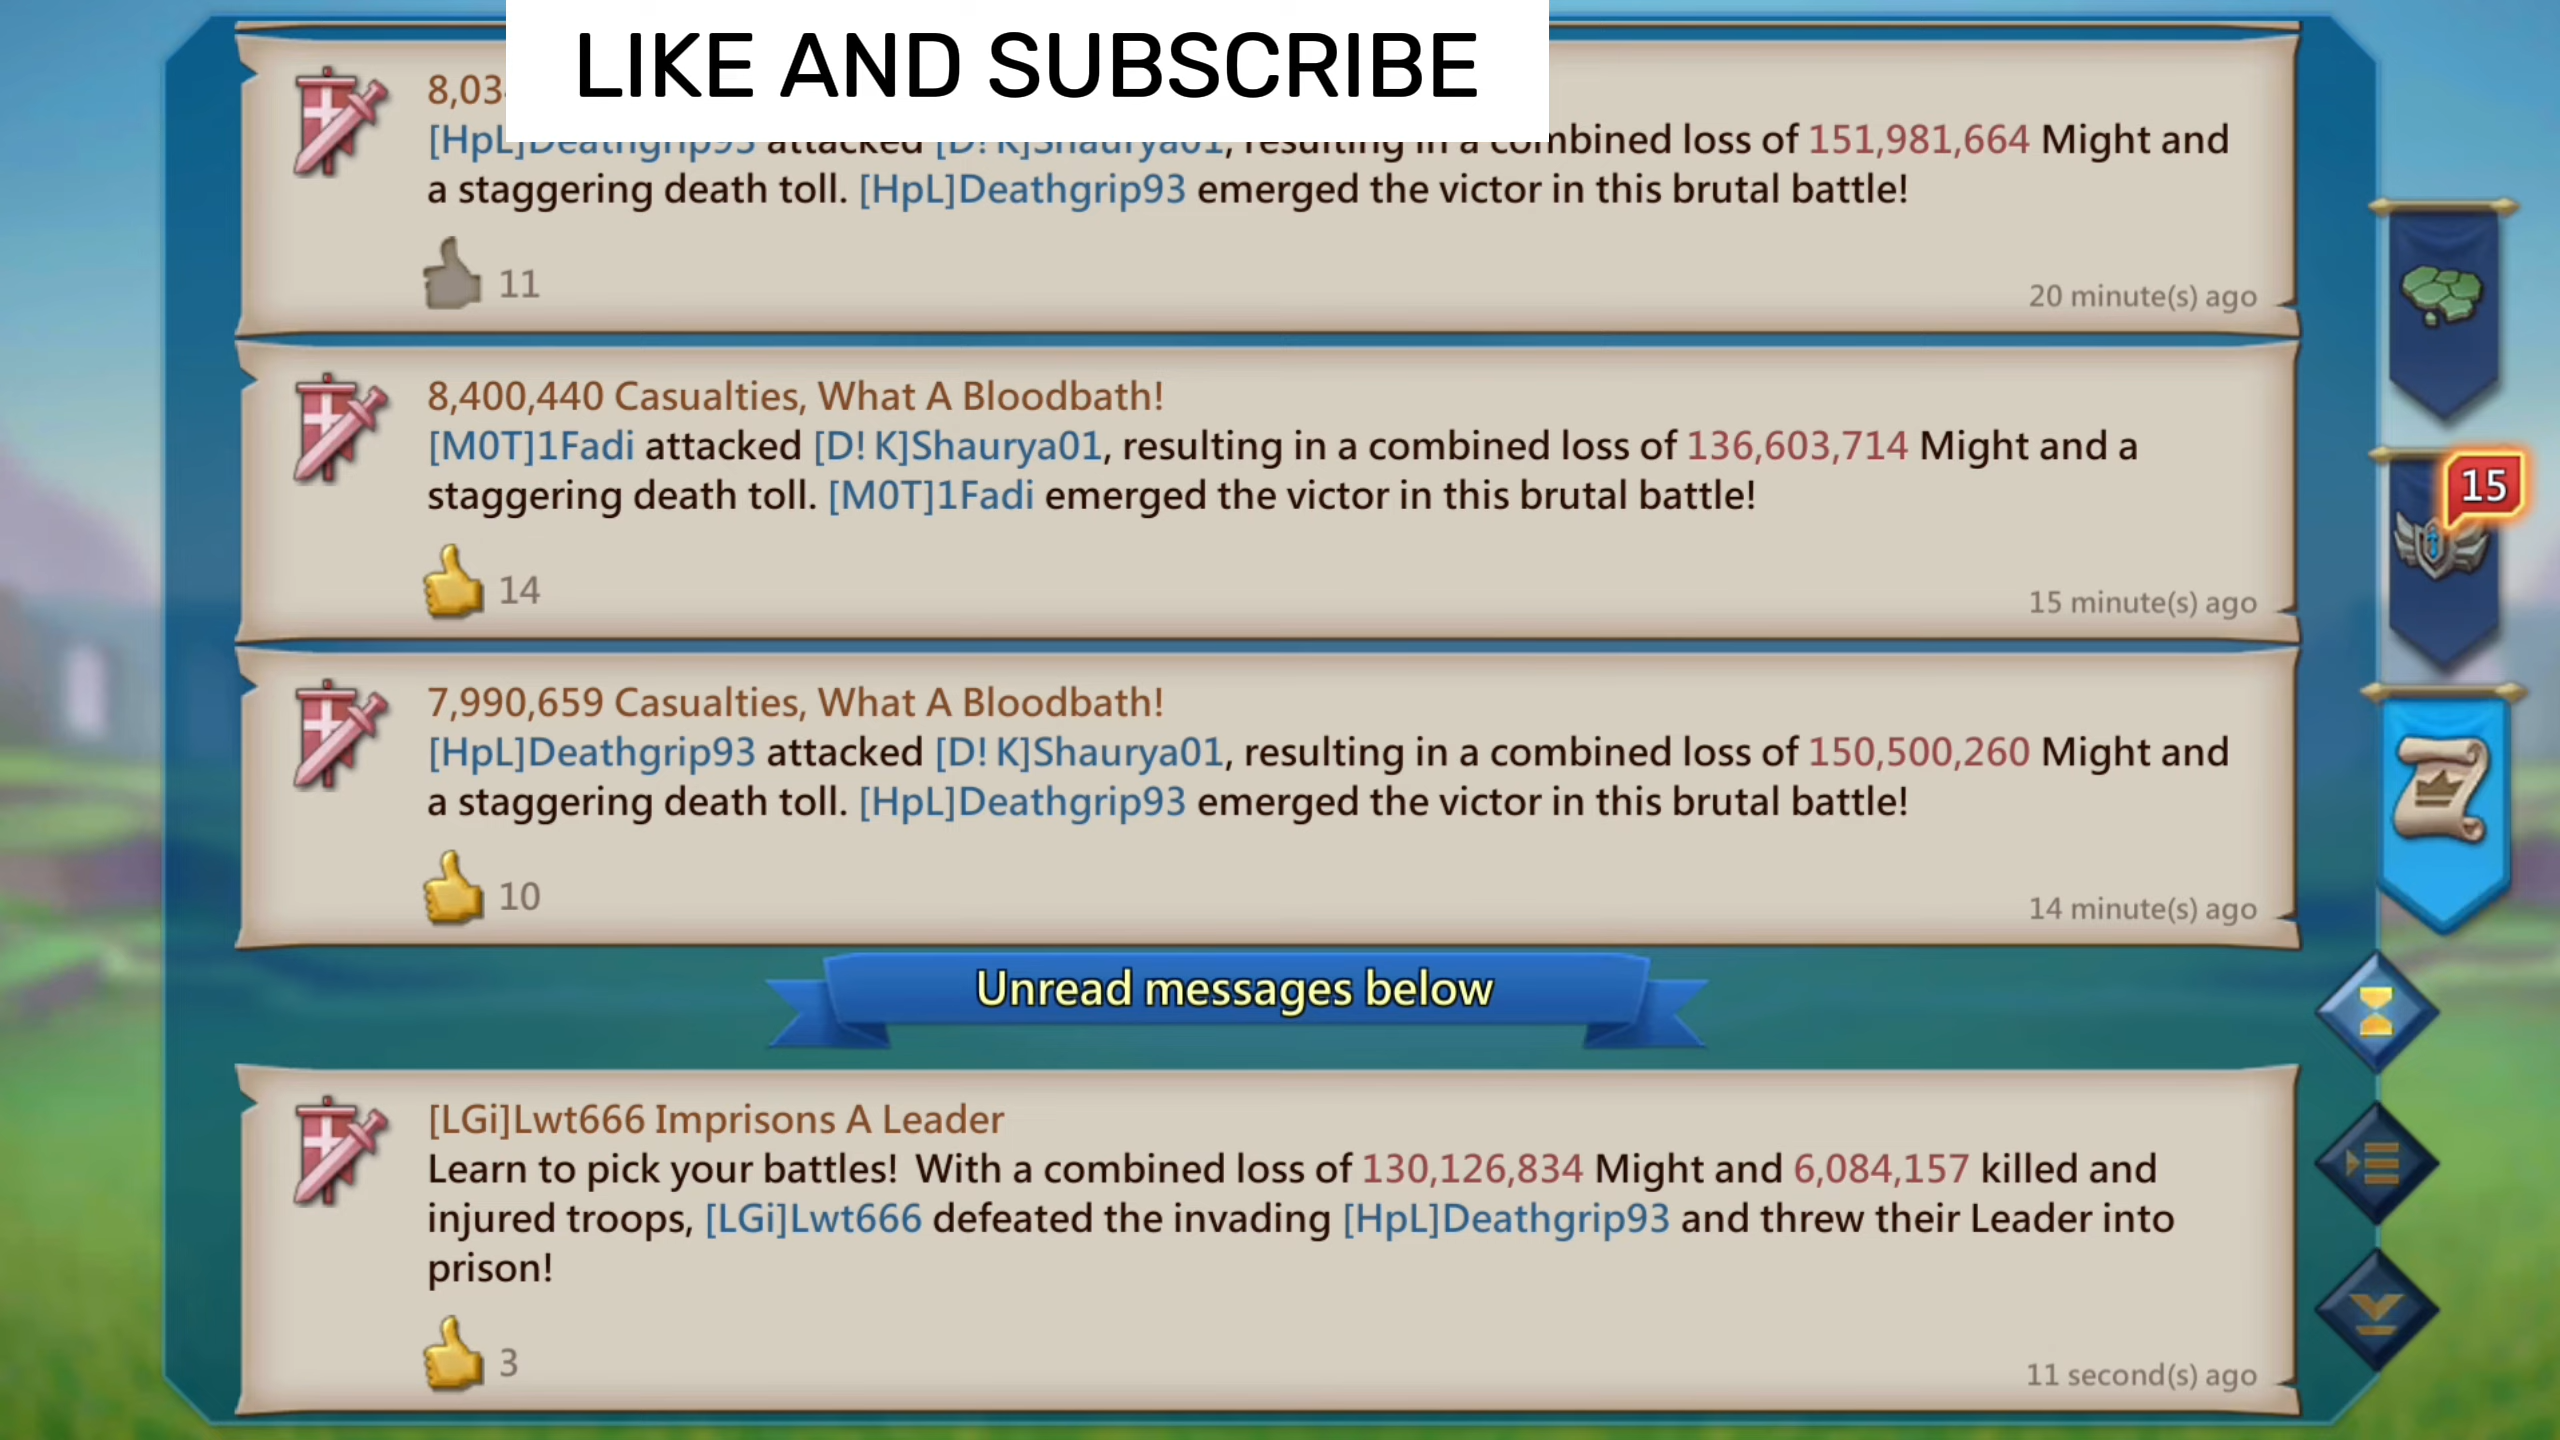 LIKE AND SUBSCRIBE
[HpL]Deathgrip93 attacked [D! K]Shaurya01, resulting in a combined loss of 151,981,664 Might and
a staggering death toll. [HpL]Deathgrip93 emerged the victor in this brutal battle!
11
20 minute(s) ago
8,400,440 Casualties, What A Bloodbath!
[M0T]1Fadi attacked [D! K]Shaurya01, resulting in a combined loss of 136,603,714 Might and a
staggering death toll. [M0T]1Fadi emerged the victor in this brutal battle!
15
14
15 minute(s) ago
7,990,659 Casualties, What A Bloodbath!
[HpL]Deathgrip93 attacked [D! K]Shaurya01, resulting in a combined loss of 150,500,260 Might and
a staggering death toll. [HpL]Deathgrip93 emerged the victor in this brutal battle!
10
14 minute(s) ago
Unread messages below
[LGi]Lwt666 Imprisons A Leader
Learn to pick your battles! With a combined loss of 130,126,834 Might and 6,084,157 killed and
injured troops, [LGi]Lwt666 defeated the invading [HpL]Deathgrip93 and threw their Leader into
prison!
3
11 second(s) ago